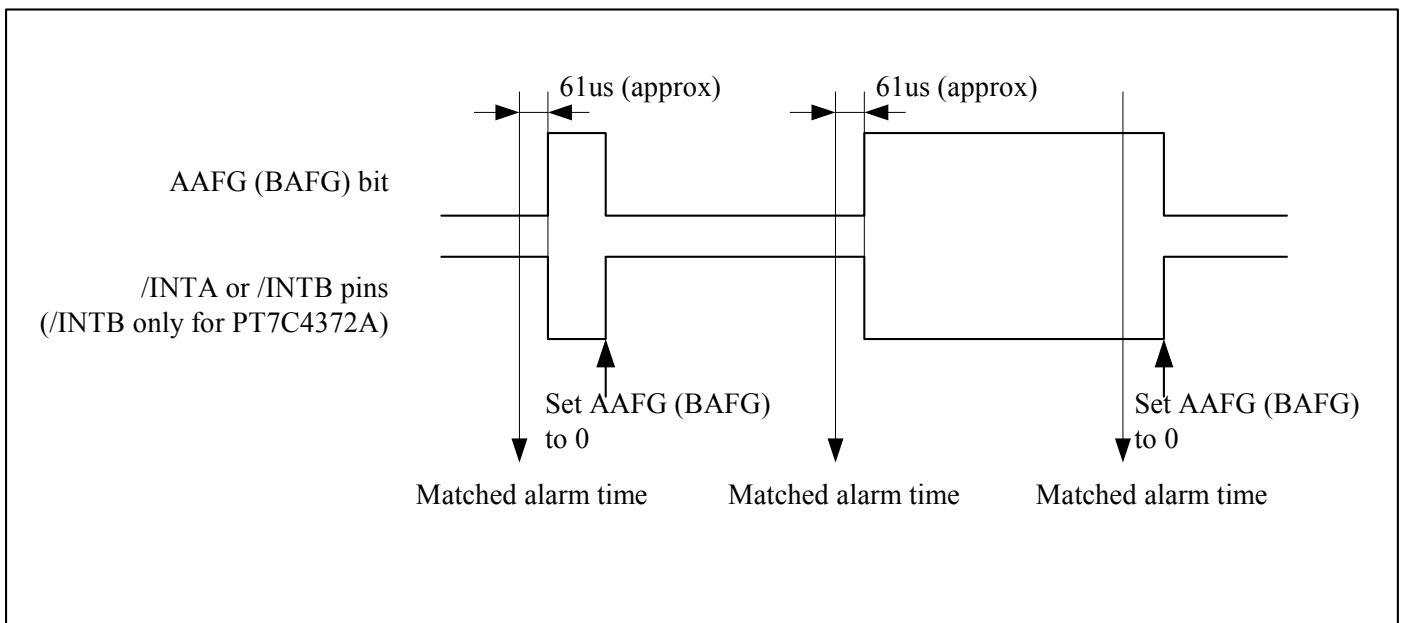 61us (approx)
61us (approx)
AAFG (BAFG) bit
/INTA or /INTB pins
(/INTB only for PT7C4372A)
Set AAFG (BAFG)
to 0
Set AAFG (BAFG)
to 0
Matched alarm time
Matched alarm time
Matched alarm time